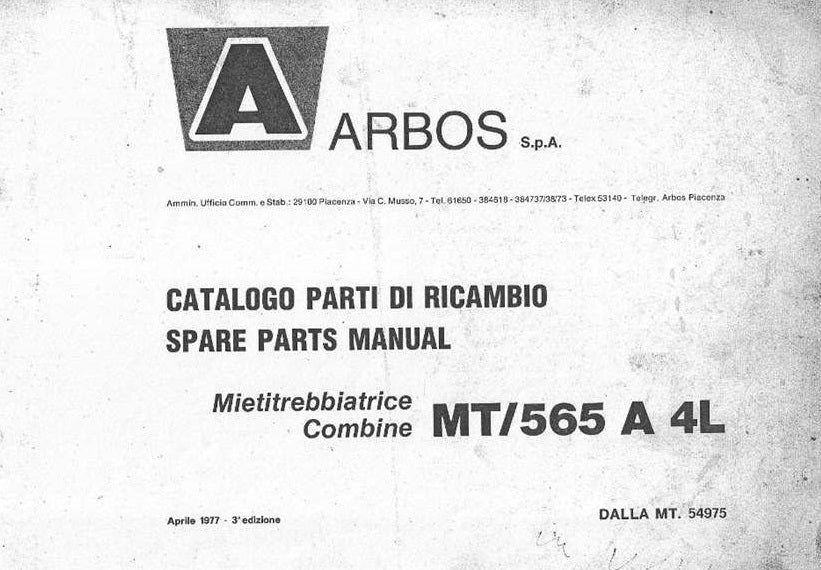 A
ARBOS S.p.A.
Ammin. Ufficio Comm. e Stab.: 29100 Piacenza - Via C. Musso, 7 - Tel. 61650 - 384618 - 384737/38/73 - Telex 53140 - Telegr. Arbos Piacenza
CATALOGO PARTI DI RICAMBIO
SPARE PARTS MANUAL
Mietitrebbiatrice
Combine
MT/565 A 4L
Aprile 1977 - 3ª edizione
DALLA MT. 54975